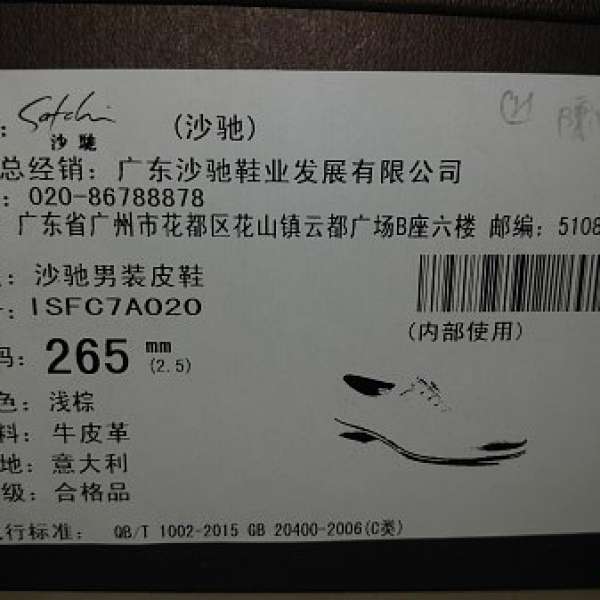 Satchi
沙驰
:
(沙驰)
总经销：广东沙驰鞋业发展有限公司
：020-86788878
广东省广州市花都区花山镇云都广场B座六楼 邮编：5108
：沙驰男装皮鞋
：ISFC7A020
(内部使用)
码：265 mm
(2.5)
色：浅棕
料：牛皮革
地：意大利
级：合格品
行标准：QB/T 1002-2015 GB 20400-2006(C类)